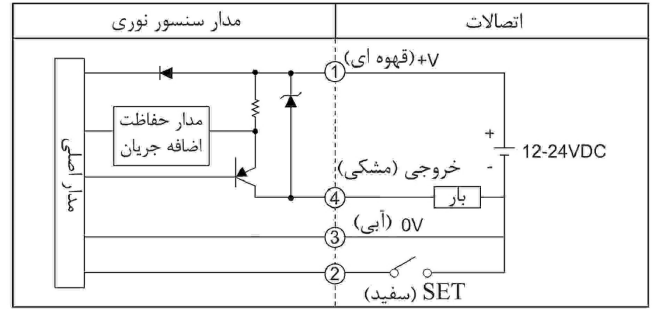 مدار سنسور نوری
اتصالات
+V(قهوه ای)
1
مدار حفاظت
اضافه جریان
مدار اصلی
+
12-24VDC
-
خروجی (مشکی)
4
بار
0V (آبی)
3
2
SET (سفید)